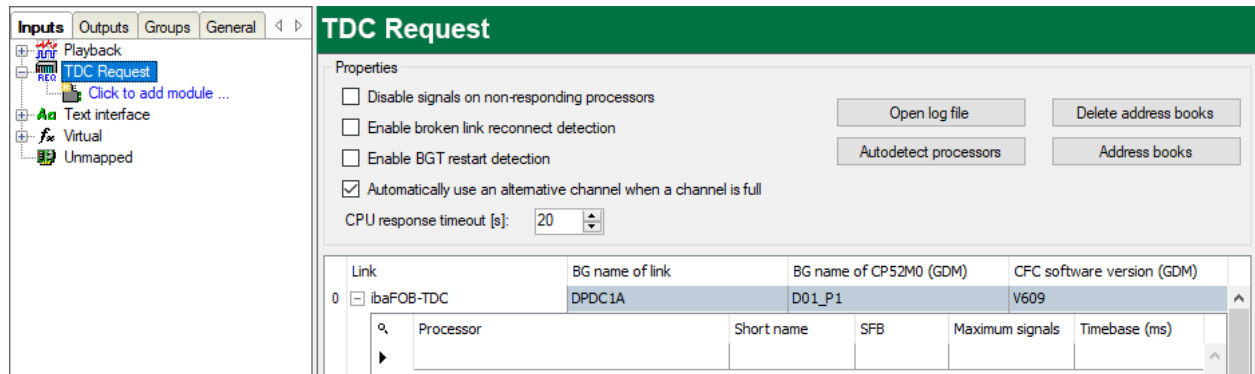 Inputs Outputs Groups General
TDC Request
Playback
REQ TDC Request
Click to add module ...
Text interface
Virtual
Unmapped
Properties
Disable signals on non-responding processors
Enable broken link reconnect detection
Enable BGT restart detection
Automatically use an alternative channel when a channel is full
CPU response timeout [s]: 20
Open log file Delete address books
Autodetect processors Address books
Link BG name of link BG name of CP52M0 (GDM) CFC software version (GDM)
0 ibaFOB-TDC DPDC1A D01_P1 V609
Processor Short name SFB Maximum signals Timebase (ms)